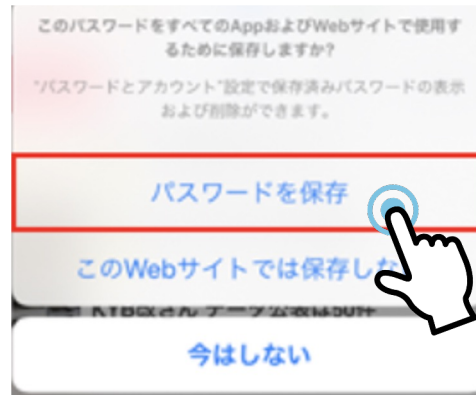 このパスワードをすべてのAppおよびWebサイトで使用す
るために保存しますか?
"パスワードとアカウント"設定で保存済みパスワードの表示
および削除ができます。
パスワードを保存
このWebサイトでは保存しな
今はしない